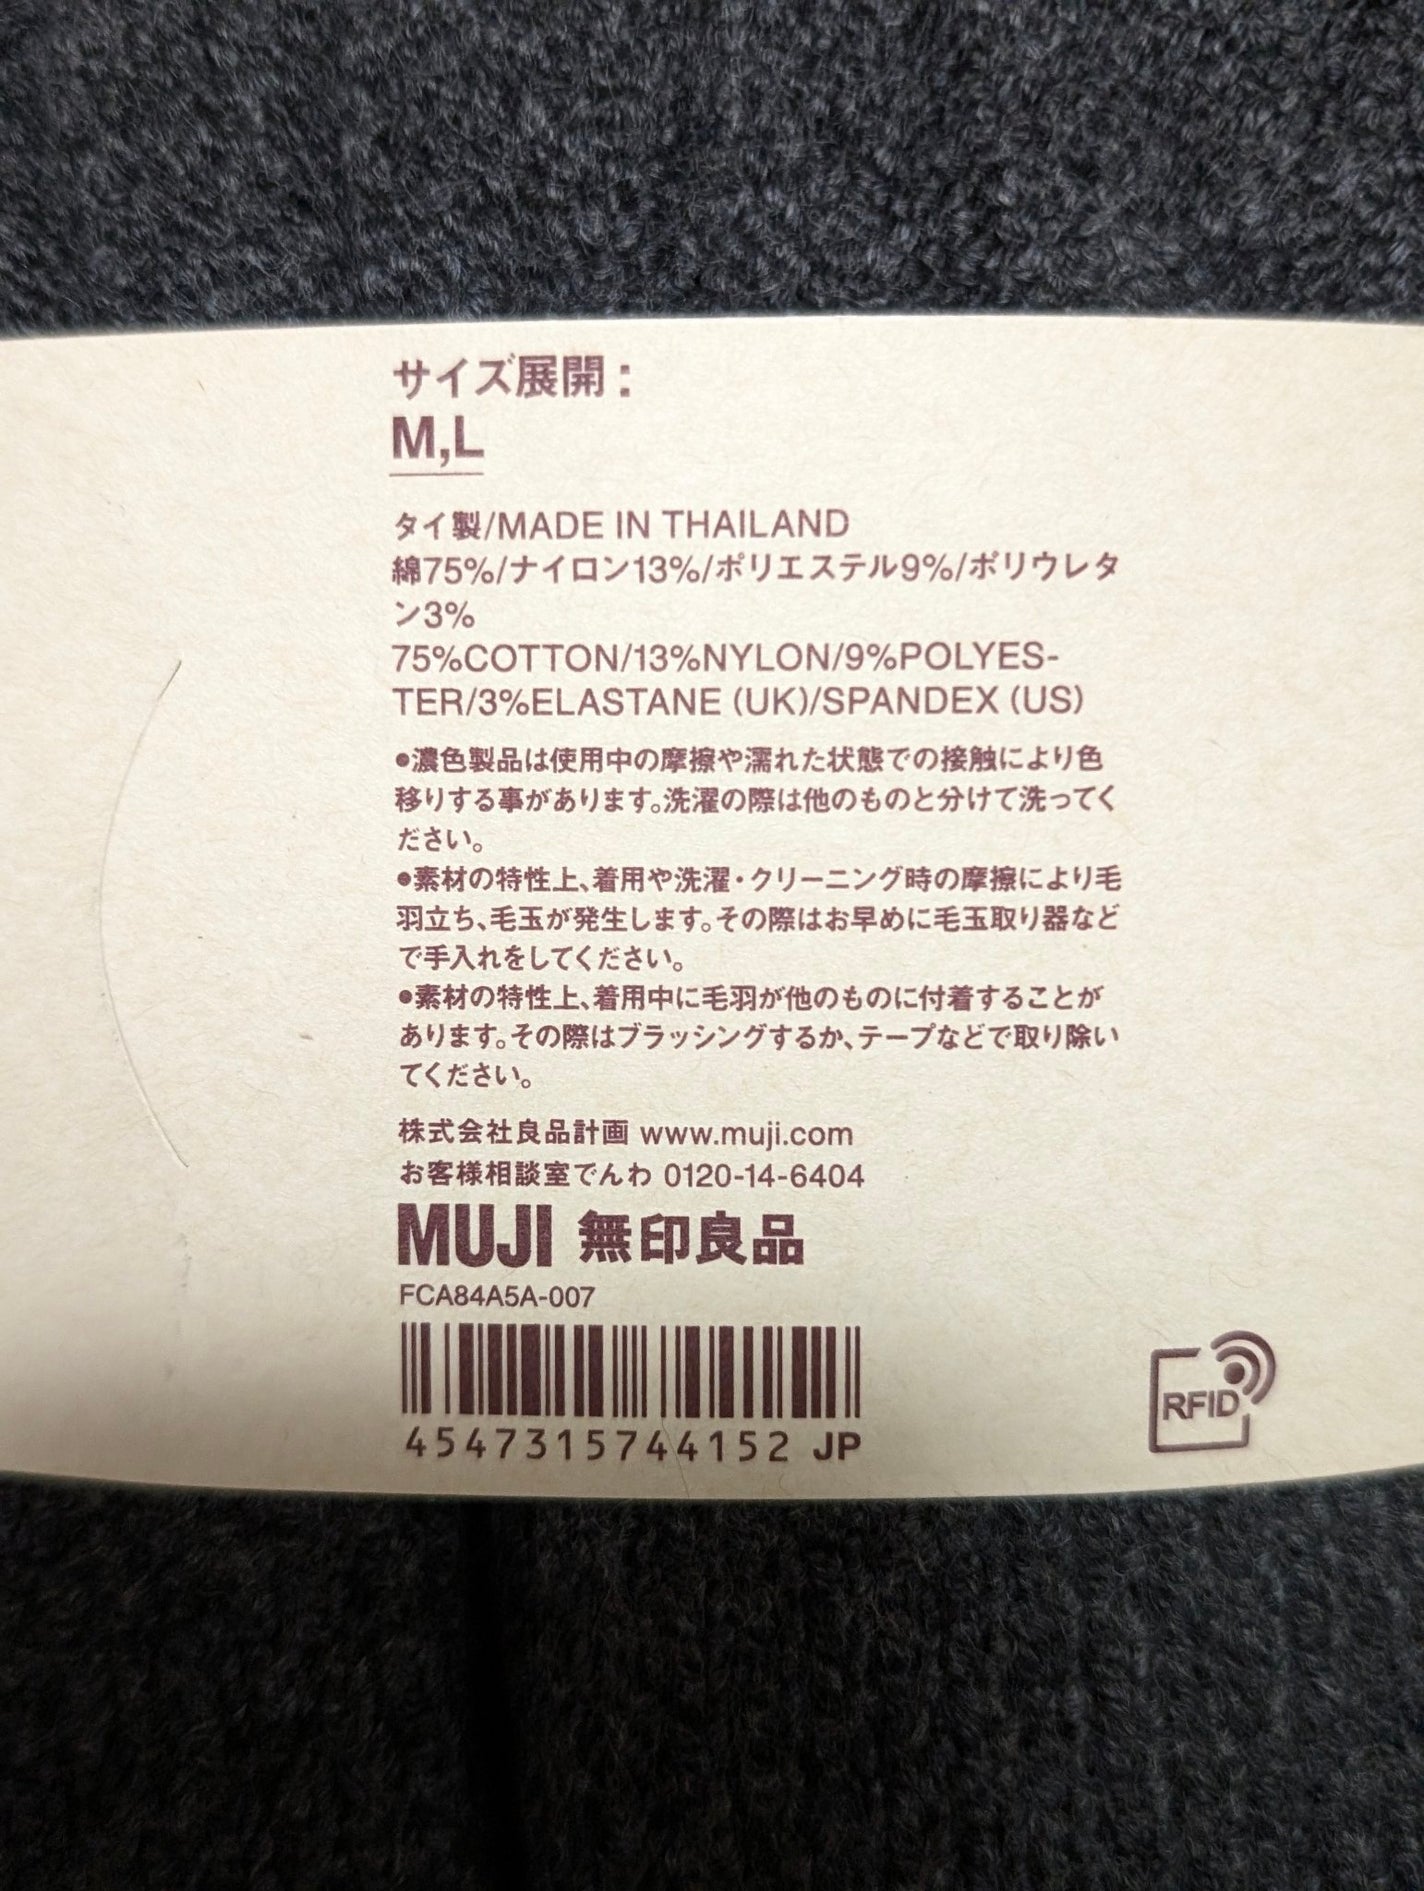 サイズ展開：
M,L
タイ製/MADE IN THAILAND
綿75%/ナイロン13%/ポリエステル9%/ポリウレタ
ン3%
75%COTTON/13%NYLON/9%POLYES-
TER/3%ELASTANE (UK)/SPANDEX (US)
●濃色製品は使用中の摩擦や濡れた状態での接触により色
移りする事があります。洗濯の際は他のものと分けて洗ってく
ださい。
●素材の特性上、着用や洗濯・クリーニング時の摩擦により毛
羽立ち、毛玉が発生します。その際はお早めに毛玉取り器など
で手入れをしてください。
●素材の特性上、着用中に毛羽が他のものに付着することが
あります。その際はブラッシングするか、テープなどで取り除い
てください。
株式会社良品計画 www.muji.com
お客様相談室でんわ 0120-14-6404
MUJI 無印良品
FCA84A5A-007
4547315744152 JP
RFID